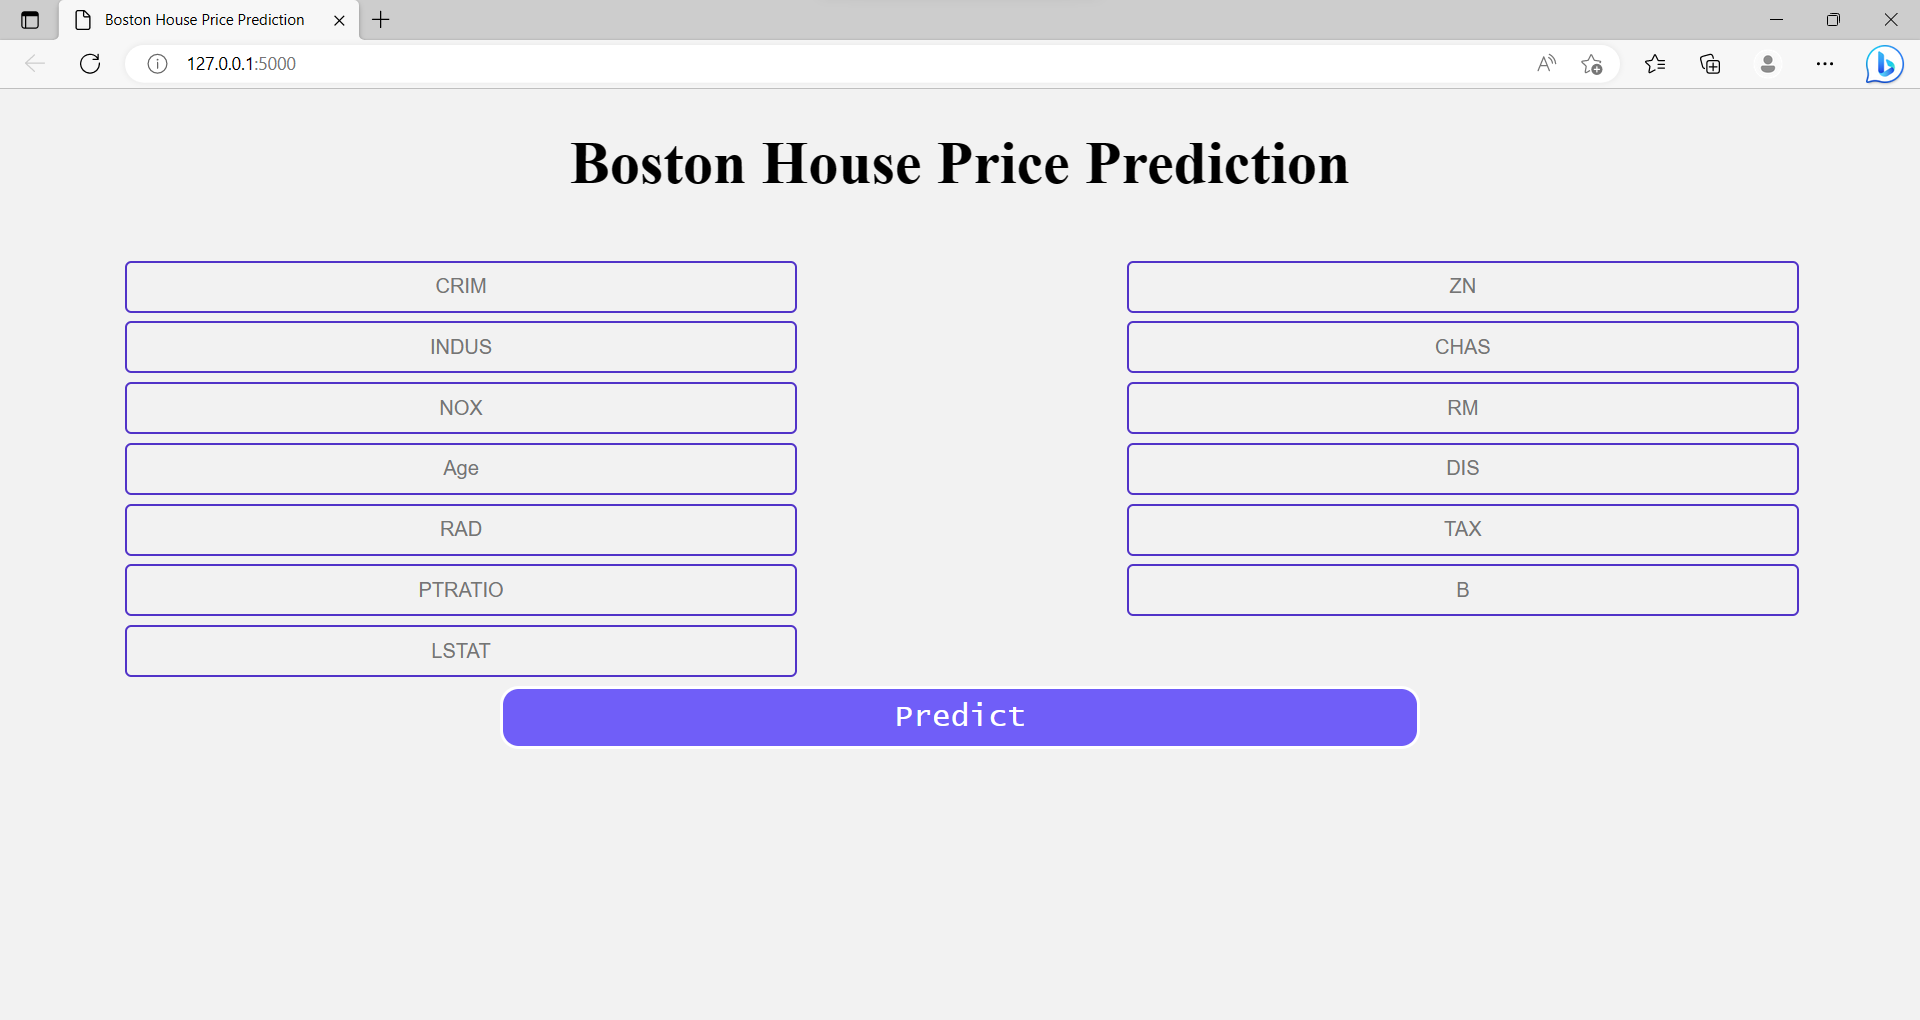 Boston House Price Prediction
127.0.0.1:5000
Boston House Price Prediction
CRIM
ZN
INDUS
CHAS
NOX
RM
Age
DIS
RAD
TAX
PTRATIO
B
LSTAT
Predict